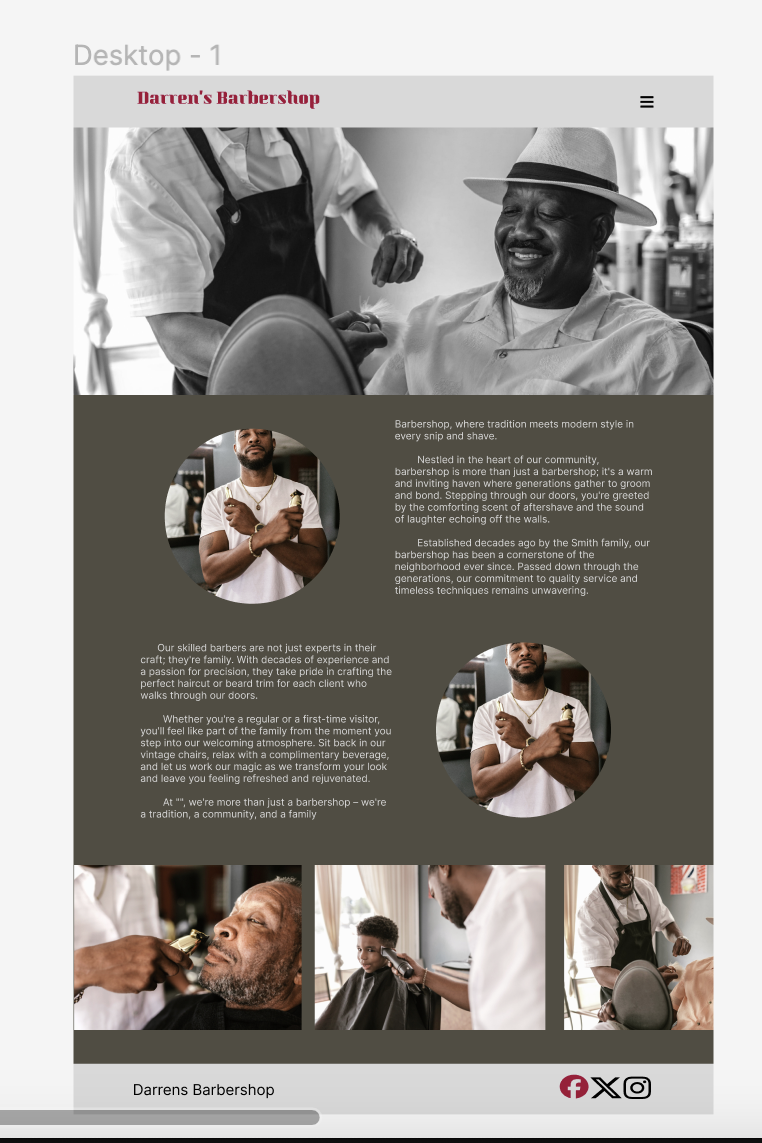 Desktop - 1
Darren's Barbershop
Barbershop, where tradition meets modern style in
every snip and shave.
Nestled in the heart of our community,
barbershop is more than just a barbershop; it's a warm
and inviting haven where generations gather to groom
and bond. Stepping through our doors, you're greeted
by the comforting scent of aftershave and the sound
of laughter echoing off the walls.
Established decades ago by the Smith family, our
barbershop has been a cornerstone of the
neighborhood ever since. Passed down through the
generations, our commitment to quality service and
timeless techniques remains unwavering.
Our skilled barbers are not just experts in their
craft; they're family. With decades of experience and
a passion for precision, they take pride in crafting the
perfect haircut or beard trim for each client who
walks through our doors.
Whether you're a regular or a first-time visitor,
you'll feel like part of the family from the moment you
step into our welcoming atmosphere. Sit back in our
vintage chairs, relax with a complimentary beverage,
and let us work our magic as we transform your look
and leave you feeling refreshed and rejuvenated.
At "", we're more than just a barbershop – we're
a tradition, a community, and a family
Darrens Barbershop